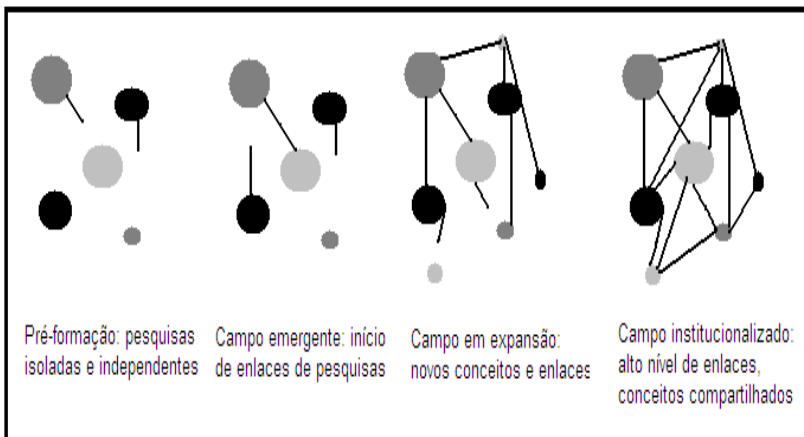 Pré-formação: pesquisas
isoladas e independentes
Campo emergente: início
de enlaces de pesquisas
Campo em expansão:
novos conceitos e enlaces
Campo institucionalizado:
alto nível de enlaces,
conceitos compartilhados